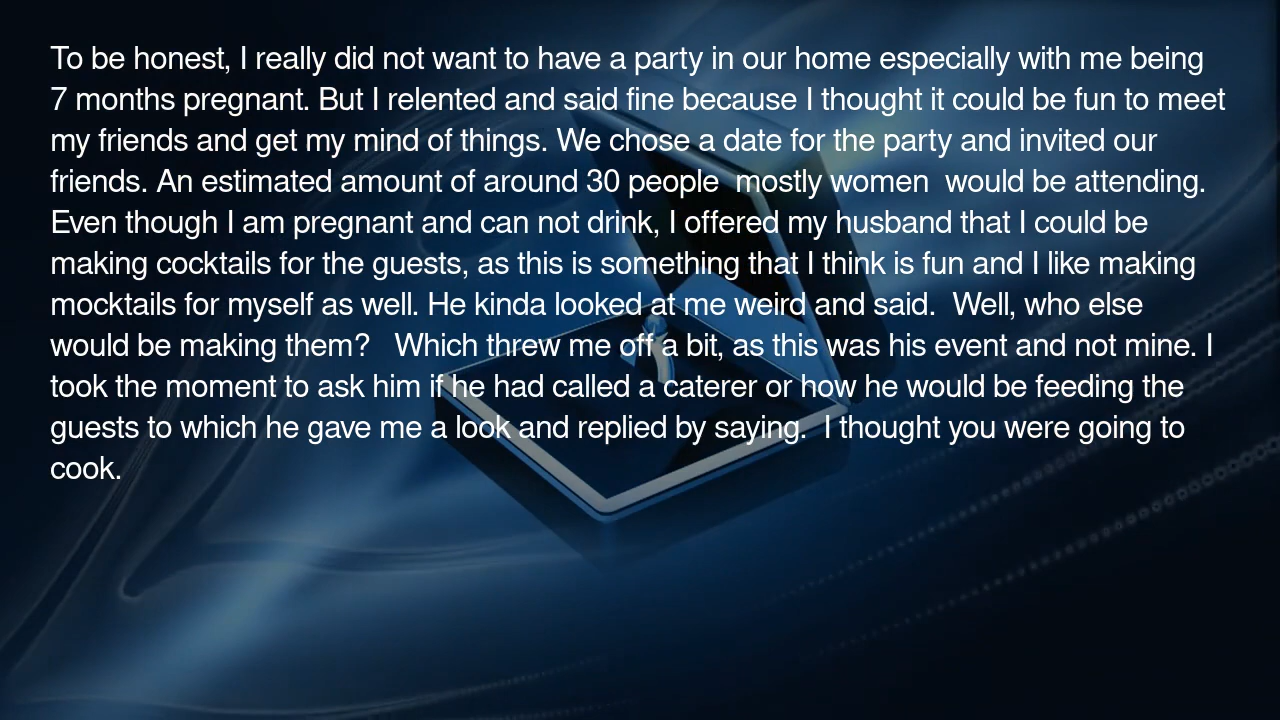 To be honest, I really did not want to have a party in our home especially with me being
7 months pregnant. But I relented and said fine because I thought it could be fun to meet
my friends and get my mind of things. We chose a date for the party and invited our
friends. An estimated amount of around 30 people  mostly women  would be attending.
Even though I am pregnant and can not drink, I offered my husband that I could be
making cocktails for the guests, as this is something that I think is fun and I like making
mocktails for myself as well. He kinda looked at me weird and said.  Well, who else
would be making them?   Which threw me off a bit, as this was his event and not mine. I
took the moment to ask him if he had called a caterer or how he would be feeding the
guests to which he gave me a look and replied by saying.  I thought you were going to
cook.